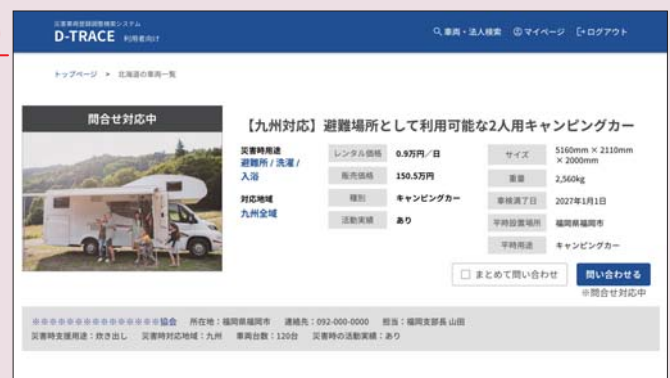 災害車両登録調整検索システム
D-TRACE 利用者向け
車両・法人検索 マイページ ログアウト
トップページ > 北海道の車両一覧
問合せ対応中
【九州対応】避難場所として利用可能な2人用キャンピングカー
災害時用途
避難所 / 洗濯 /
入浴
対応地域
九州全域
レンタル価格 0.9万円／日
販売価格 150.5万円
種別 キャンピングカー
活動実績 あり
サイズ 5160mm × 2110mm
× 2000mm
重量 2,560kg
車検満了日 2027年1月1日
平時設置場所 福岡県福岡市
平時用途 キャンピングカー
まとめて問い合わせ 問い合わせる
※問合せ対応中
※※※※※※※※※※※※※※※協会 所在地：福岡県福岡市 連絡先：092-000-0000 担当：福岡支部長 山田
災害時支援用途：炊き出し 災害時対応地域：九州 車両台数：120台 災害時の活動実績：あり